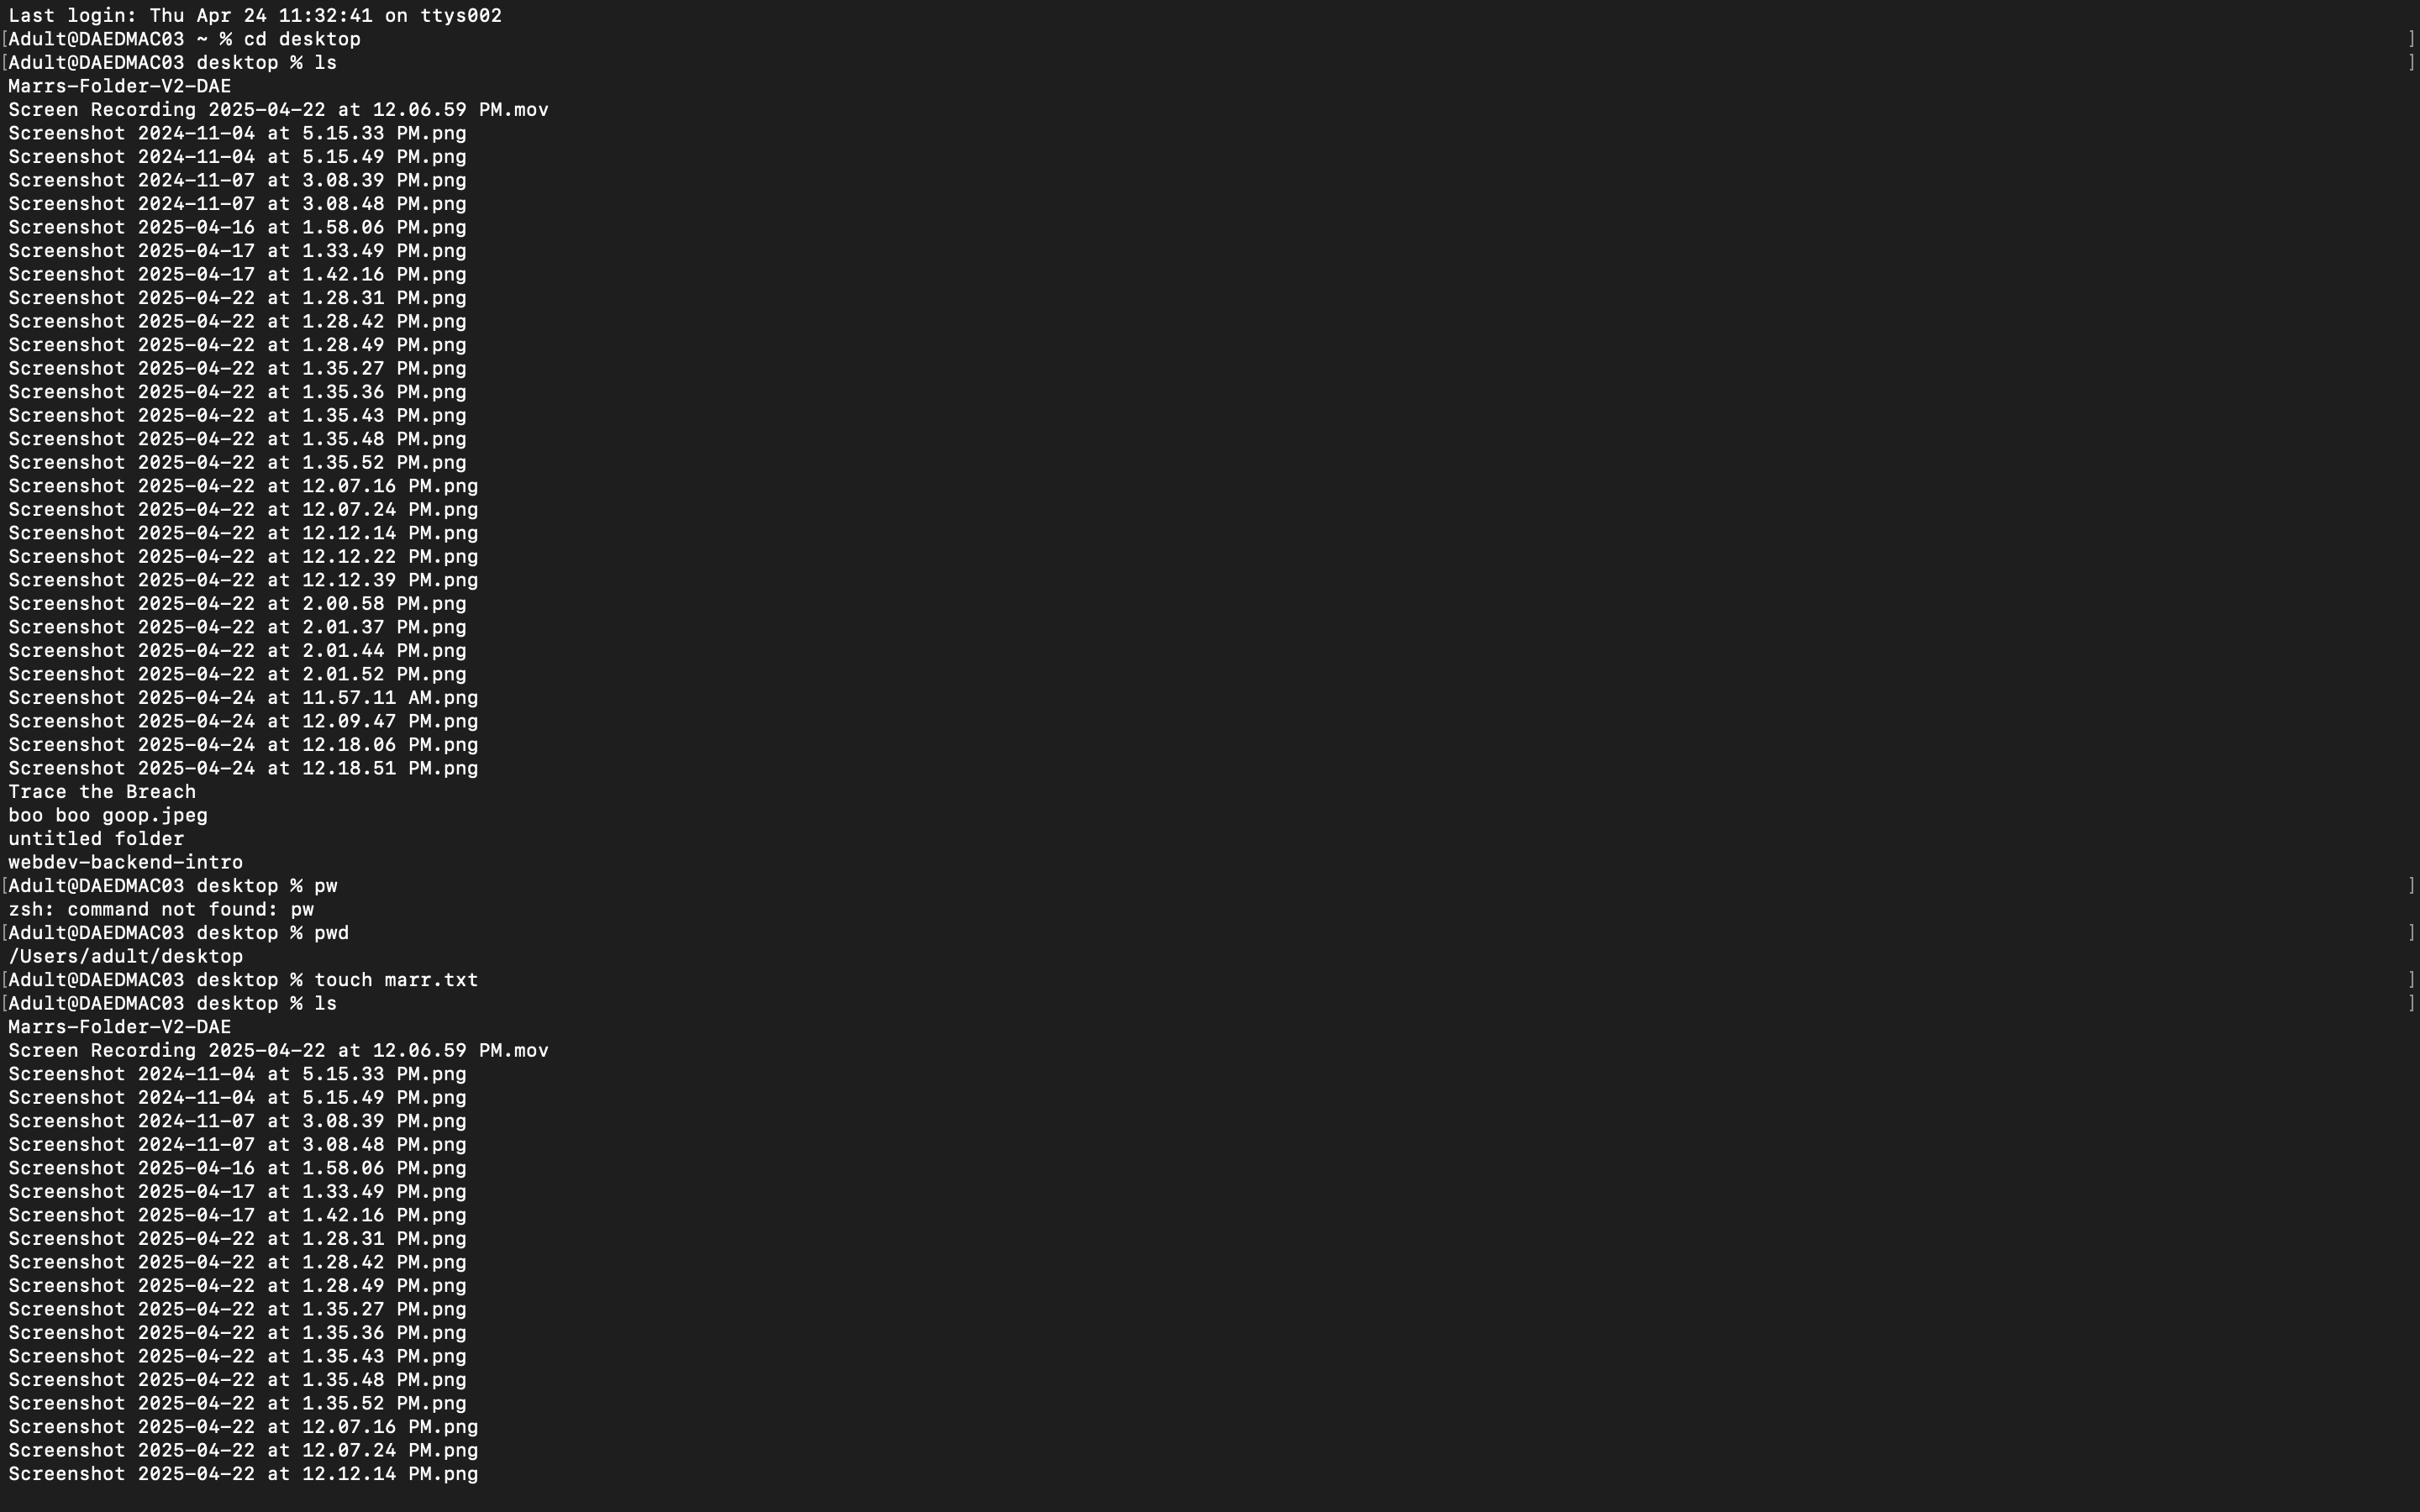 Last login: Thu Apr 24 11:32:41 on ttys002
[Adult@DAEDMAC03 ~ % cd desktop ]
[Adult@DAEDMAC03 desktop % ls ]
Marrs-Folder-V2-DAE
Screen Recording 2025-04-22 at 12.06.59 PM.mov
Screenshot 2024-11-04 at 5.15.33 PM.png
Screenshot 2024-11-04 at 5.15.49 PM.png
Screenshot 2024-11-07 at 3.08.39 PM.png
Screenshot 2024-11-07 at 3.08.48 PM.png
Screenshot 2025-04-16 at 1.58.06 PM.png
Screenshot 2025-04-17 at 1.33.49 PM.png
Screenshot 2025-04-17 at 1.42.16 PM.png
Screenshot 2025-04-22 at 1.28.31 PM.png
Screenshot 2025-04-22 at 1.28.42 PM.png
Screenshot 2025-04-22 at 1.28.49 PM.png
Screenshot 2025-04-22 at 1.35.27 PM.png
Screenshot 2025-04-22 at 1.35.36 PM.png
Screenshot 2025-04-22 at 1.35.43 PM.png
Screenshot 2025-04-22 at 1.35.48 PM.png
Screenshot 2025-04-22 at 1.35.52 PM.png
Screenshot 2025-04-22 at 12.07.16 PM.png
Screenshot 2025-04-22 at 12.07.24 PM.png
Screenshot 2025-04-22 at 12.12.14 PM.png
Screenshot 2025-04-22 at 12.12.22 PM.png
Screenshot 2025-04-22 at 12.12.39 PM.png
Screenshot 2025-04-22 at 2.00.58 PM.png
Screenshot 2025-04-22 at 2.01.37 PM.png
Screenshot 2025-04-22 at 2.01.44 PM.png
Screenshot 2025-04-22 at 2.01.52 PM.png
Screenshot 2025-04-24 at 11.57.11 AM.png
Screenshot 2025-04-24 at 12.09.47 PM.png
Screenshot 2025-04-24 at 12.18.06 PM.png
Screenshot 2025-04-24 at 12.18.51 PM.png
Trace the Breach
boo boo goop.jpeg
untitled folder
webdev-backend-intro
[Adult@DAEDMAC03 desktop % pw ]
zsh: command not found: pw
[Adult@DAEDMAC03 desktop % pwd ]
/Users/adult/desktop
[Adult@DAEDMAC03 desktop % touch marr.txt ]
[Adult@DAEDMAC03 desktop % ls ]
Marrs-Folder-V2-DAE
Screen Recording 2025-04-22 at 12.06.59 PM.mov
Screenshot 2024-11-04 at 5.15.33 PM.png
Screenshot 2024-11-04 at 5.15.49 PM.png
Screenshot 2024-11-07 at 3.08.39 PM.png
Screenshot 2024-11-07 at 3.08.48 PM.png
Screenshot 2025-04-16 at 1.58.06 PM.png
Screenshot 2025-04-17 at 1.33.49 PM.png
Screenshot 2025-04-17 at 1.42.16 PM.png
Screenshot 2025-04-22 at 1.28.31 PM.png
Screenshot 2025-04-22 at 1.28.42 PM.png
Screenshot 2025-04-22 at 1.28.49 PM.png
Screenshot 2025-04-22 at 1.35.27 PM.png
Screenshot 2025-04-22 at 1.35.36 PM.png
Screenshot 2025-04-22 at 1.35.43 PM.png
Screenshot 2025-04-22 at 1.35.48 PM.png
Screenshot 2025-04-22 at 1.35.52 PM.png
Screenshot 2025-04-22 at 12.07.16 PM.png
Screenshot 2025-04-22 at 12.07.24 PM.png
Screenshot 2025-04-22 at 12.12.14 PM.png